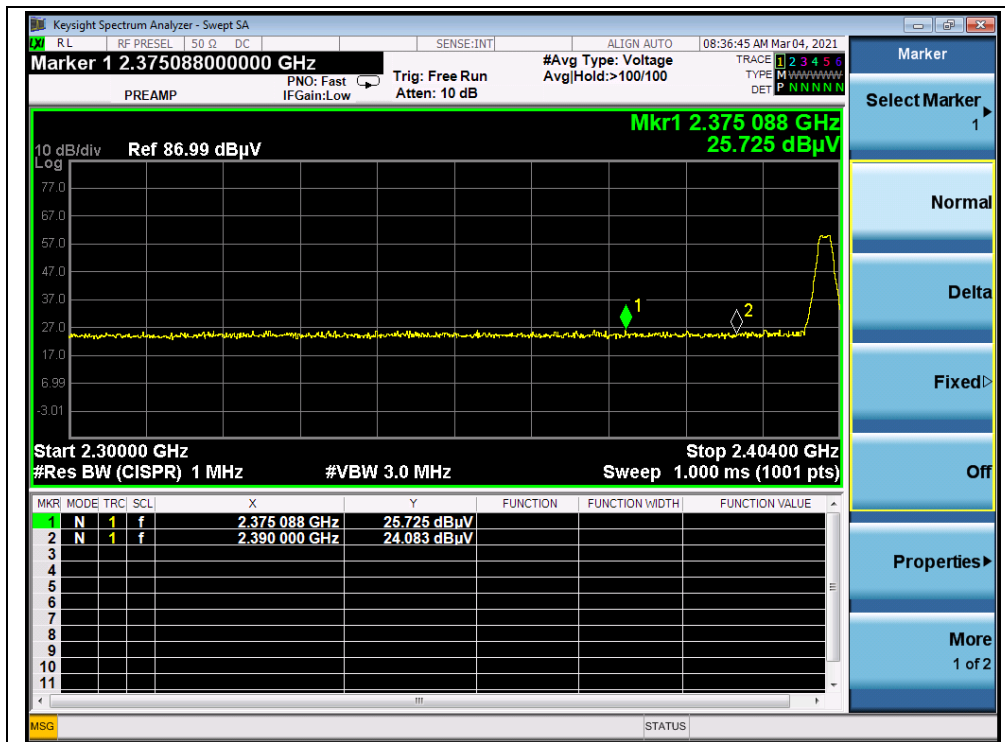 Keysight Spectrum Analyzer - Swept SA
LXI RL RF PRESEL 50 Ω DC SENSE:INT ALIGN AUTO 08:36:45 AM Mar 04, 2021
Marker 1 2.375088000000 GHz
PREAMP
PNO: Fast
IFGain:Low
Trig: Free Run
Atten: 10 dB
#Avg Type: Voltage
Avg|Hold:>100/100
TRACE 1 2 3 4 5 6
TYPE M WWWWW
DET P N N N N N
Mkr1 2.375 088 GHz
25.725 dBµV
10 dB/div Ref 86.99 dBµV
Log
77.0
67.0
57.0
47.0
37.0
27.0
17.0
6.99
-3.01
1
2
Start 2.30000 GHz Stop 2.40400 GHz
#Res BW (CISPR) 1 MHz #VBW 3.0 MHz Sweep 1.000 ms (1001 pts)
MKR MODE TRC SCL X Y FUNCTION FUNCTION WIDTH FUNCTION VALUE
1 N 1 f 2.375 088 GHz 25.725 dBµV
2 N 1 f 2.390 000 GHz 24.083 dBµV
3
4
5
6
7
8
9
10
11
MSG STATUS
Marker
Select Marker
1
Normal
Delta
Fixed
Off
Properties
More
1 of 2